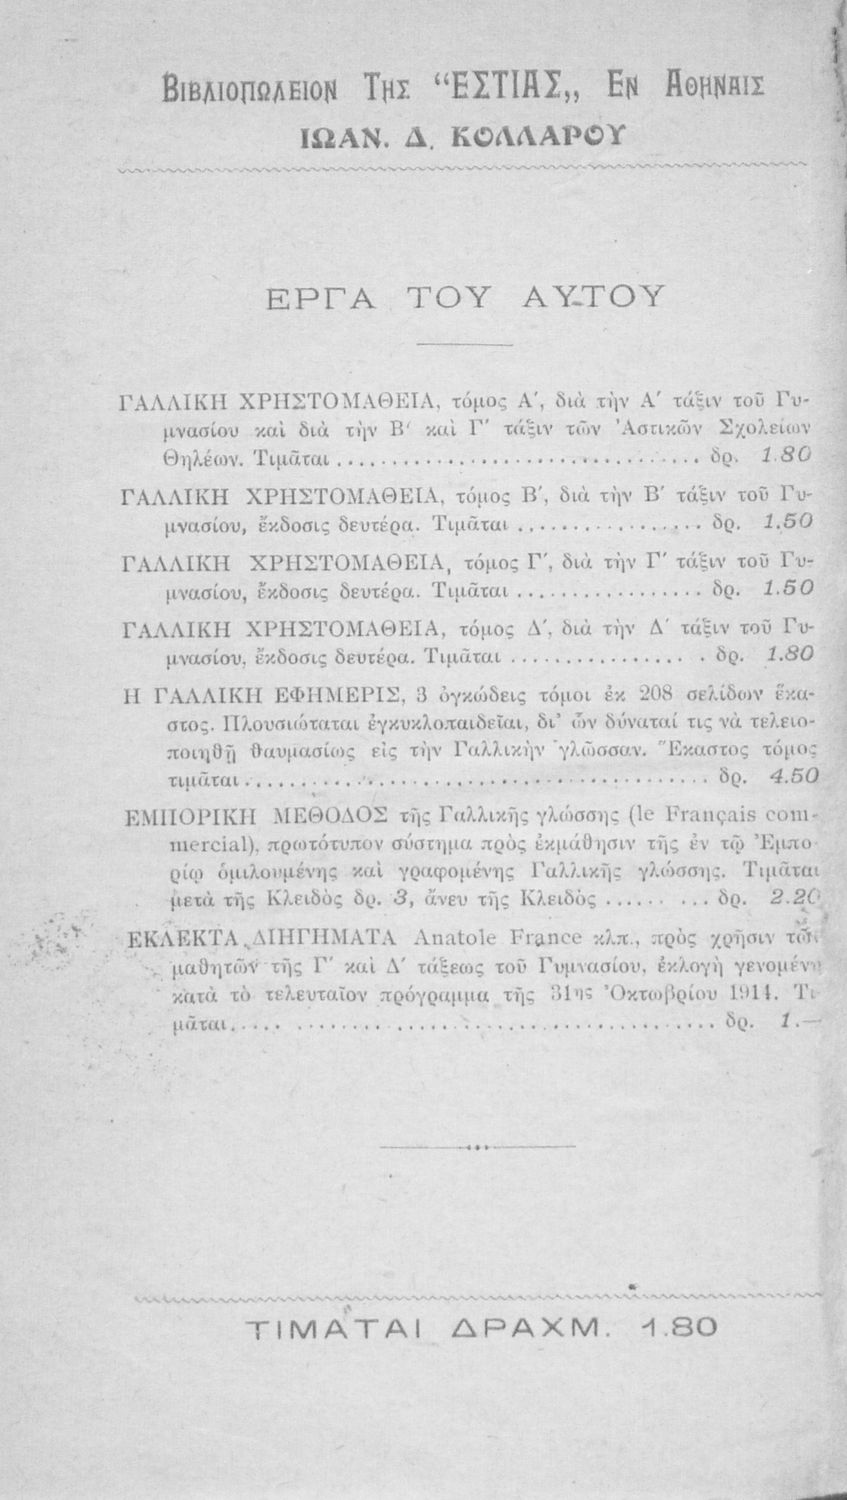 ΒΙΒΛΙΟΠΩΛΕΙΟΝ ΤΗΣ “ΕΣΤΙΑΣ„ ΕΝ ΑΘΗΝΑΙΣ
ΙΩΑΝ. Δ. ΚΟΛΛΑΡΟΥ
ΕΡΓΑ ΤΟΥ ΑΥΤΟΥ
ΓΑΛΛΙΚΗ ΧΡΗΣΤΟΜΑΘΕΙΑ, τόμος Α', διὰ τὴν Α' τάξιν τοῦ Γυ-
μνασίου καὶ διὰ τὴν Β' καὶ Γ' τάξιν τῶν Ἀστικῶν Σχολείων
Θηλέων. Τιμᾶται . . . . . . . . . . . . . . . . . . . . δρ. 1.80
ΓΑΛΛΙΚΗ ΧΡΗΣΤΟΜΑΘΕΙΑ, τόμος Β', διὰ τὴν Β' τάξιν τοῦ Γυ-
μνασίου, ἔκδοσις δευτέρα. Τιμᾶται . . . . . . . . . . . . δρ. 1.50
ΓΑΛΛΙΚΗ ΧΡΗΣΤΟΜΑΘΕΙΑ, τόμος Γ', διὰ τὴν Γ' τάξιν τοῦ Γυ-
μνασίου, ἔκδοσις δευτέρα. Τιμᾶται . . . . . . . . . . . . δρ. 1.50
ΓΑΛΛΙΚΗ ΧΡΗΣΤΟΜΑΘΕΙΑ, τόμος Δ', διὰ τὴν Δ' τάξιν τοῦ Γυ-
μνασίου, ἔκδοσις δευτέρα. Τιμᾶται . . . . . . . . . . . . δρ. 1.80
Η ΓΑΛΛΙΚΗ ΕΦΗΜΕΡΙΣ, 3 ὀγκώδεις τόμοι ἐκ 208 σελίδων ἕκα-
στος. Πλουσιώταται ἐγκυκλοπαιδεῖαι, δι' ὧν δύναταί τις νὰ τελειο-
ποιηθῇ θαυμασίως εἰς τὴν Γαλλικὴν γλῶσσαν. Ἕκαστος τόμος
τιμᾶται . . . . . . . . . . . . . . . . . . . . . . . . δρ. 4.50
ΕΜΠΟΡΙΚΗ ΜΕΘΟΔΟΣ τῆς Γαλλικῆς γλώσσης (le Français com-
mercial), πρωτότυπον σύστημα πρὸς ἐκμάθησιν τῆς ἐν τῷ Ἐμπο-
ρίῳ ὁμιλουμένης καὶ γραφομένης Γαλλικῆς γλώσσης. Τιμᾶται
μετὰ τῆς Κλειδὸς δρ. 3, ἄνευ τῆς Κλειδὸς . . . . . . . . . δρ. 2.20
ΕΚΛΕΚΤΑ ΔΙΗΓΗΜΑΤΑ Anatole France κλπ., πρὸς χρῆσιν τῶν
μαθητῶν τῆς Γ' καὶ Δ' τάξεως τοῦ Γυμνασίου, ἐκλογὴ γενομένη
κατὰ τὸ τελευταῖον πρόγραμμα τῆς 31ης Ὀκτωβρίου 1914. Τι
μᾶται . . . . . . . . . . . . . . . . . . . . . . . . . δρ. 1.—
ΤΙΜΑΤΑΙ ΔΡΑΧΜ. 1.80